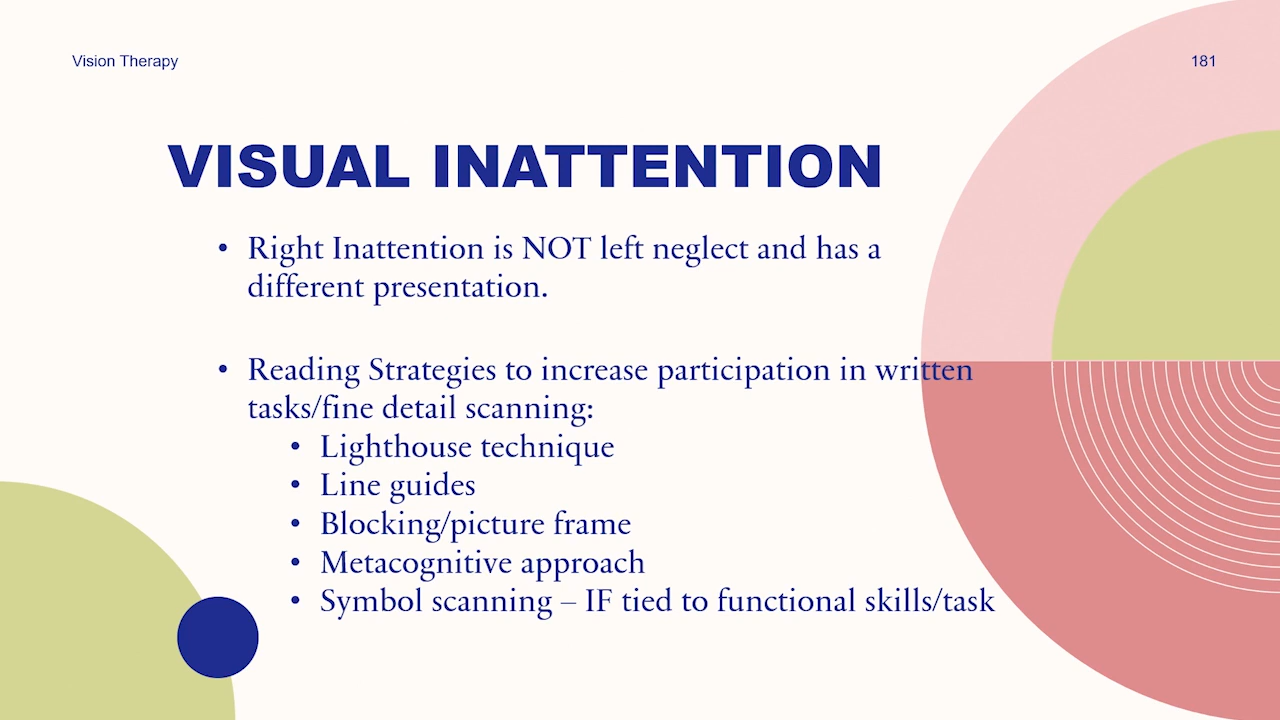 Vision Therapy
181
VISUAL INATTENTION
• Right Inattention is NOT left neglect and has a
different presentation.
• Reading Strategies to increase participation in written
tasks/fine detail scanning:
• Lighthouse technique
• Line guides
• Blocking/picture frame
• Metacognitive approach
• Symbol scanning – IF tied to functional skills/task